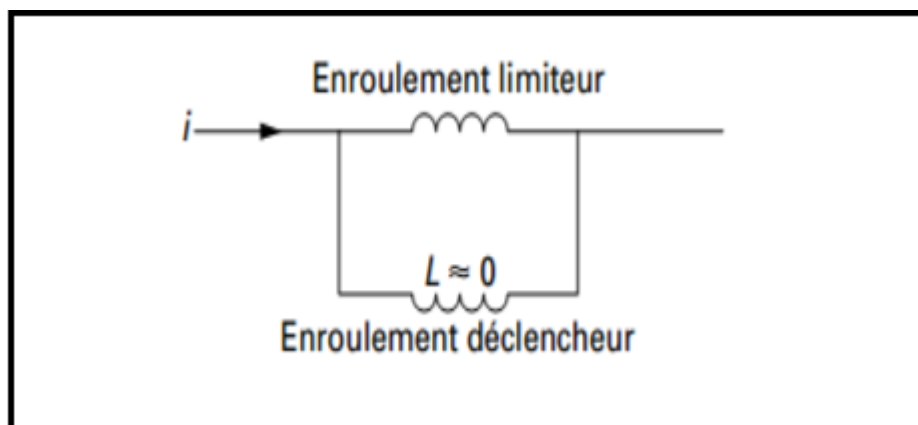 Enroulement limiteur
i
L ≈ 0
Enroulement déclencheur